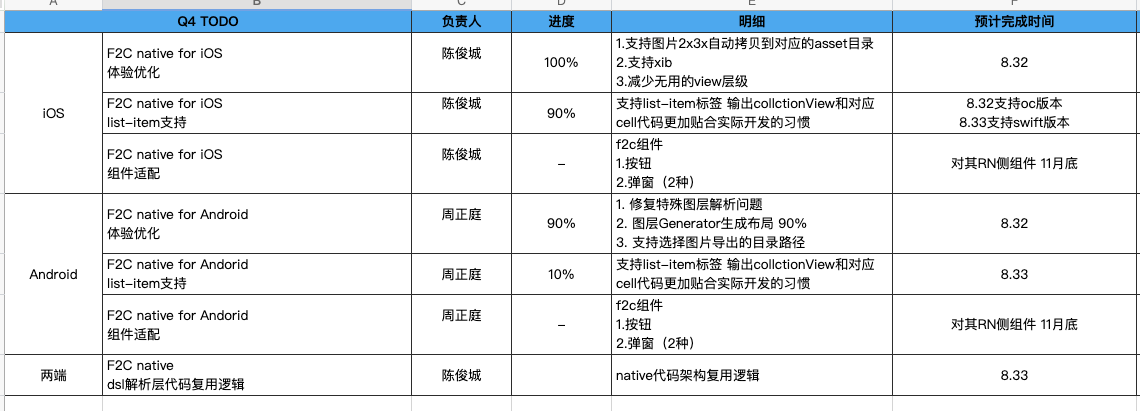 Q4 TODO 负责人 进度 明细 预计完成时间
iOS
F2C native for iOS
体验优化
陈俊城
100%
1.支持图片2x3x自动拷贝到对应的asset目录
2.支持xib
3.减少无用的view层级
8.32
F2C native for iOS
list-item支持
陈俊城
90%
支持list-item标签 输出collctionView和对应
cell代码更加贴合实际开发的习惯
8.32支持oc版本
8.33支持swift版本
F2C native for iOS
组件适配
陈俊城
–
f2c组件
1.按钮
2.弹窗（2种）
对其RN侧组件 11月底
Android
F2C native for Android
体验优化
周正庭
90%
1. 修复特殊图层解析问题
2. 图层Generator生成布局 90%
3. 支持选择图片导出的目录路径
8.32
F2C native for Andorid
list-item支持
周正庭
10%
支持list-item标签 输出collctionView和对应
cell代码更加贴合实际开发的习惯
8.33
F2C native for Andorid
组件适配
周正庭
–
f2c组件
1.按钮
2.弹窗（2种）
对其RN侧组件 11月底
两端
F2C native
dsl解析层代码复用逻辑
陈俊城
native代码架构复用逻辑
8.33